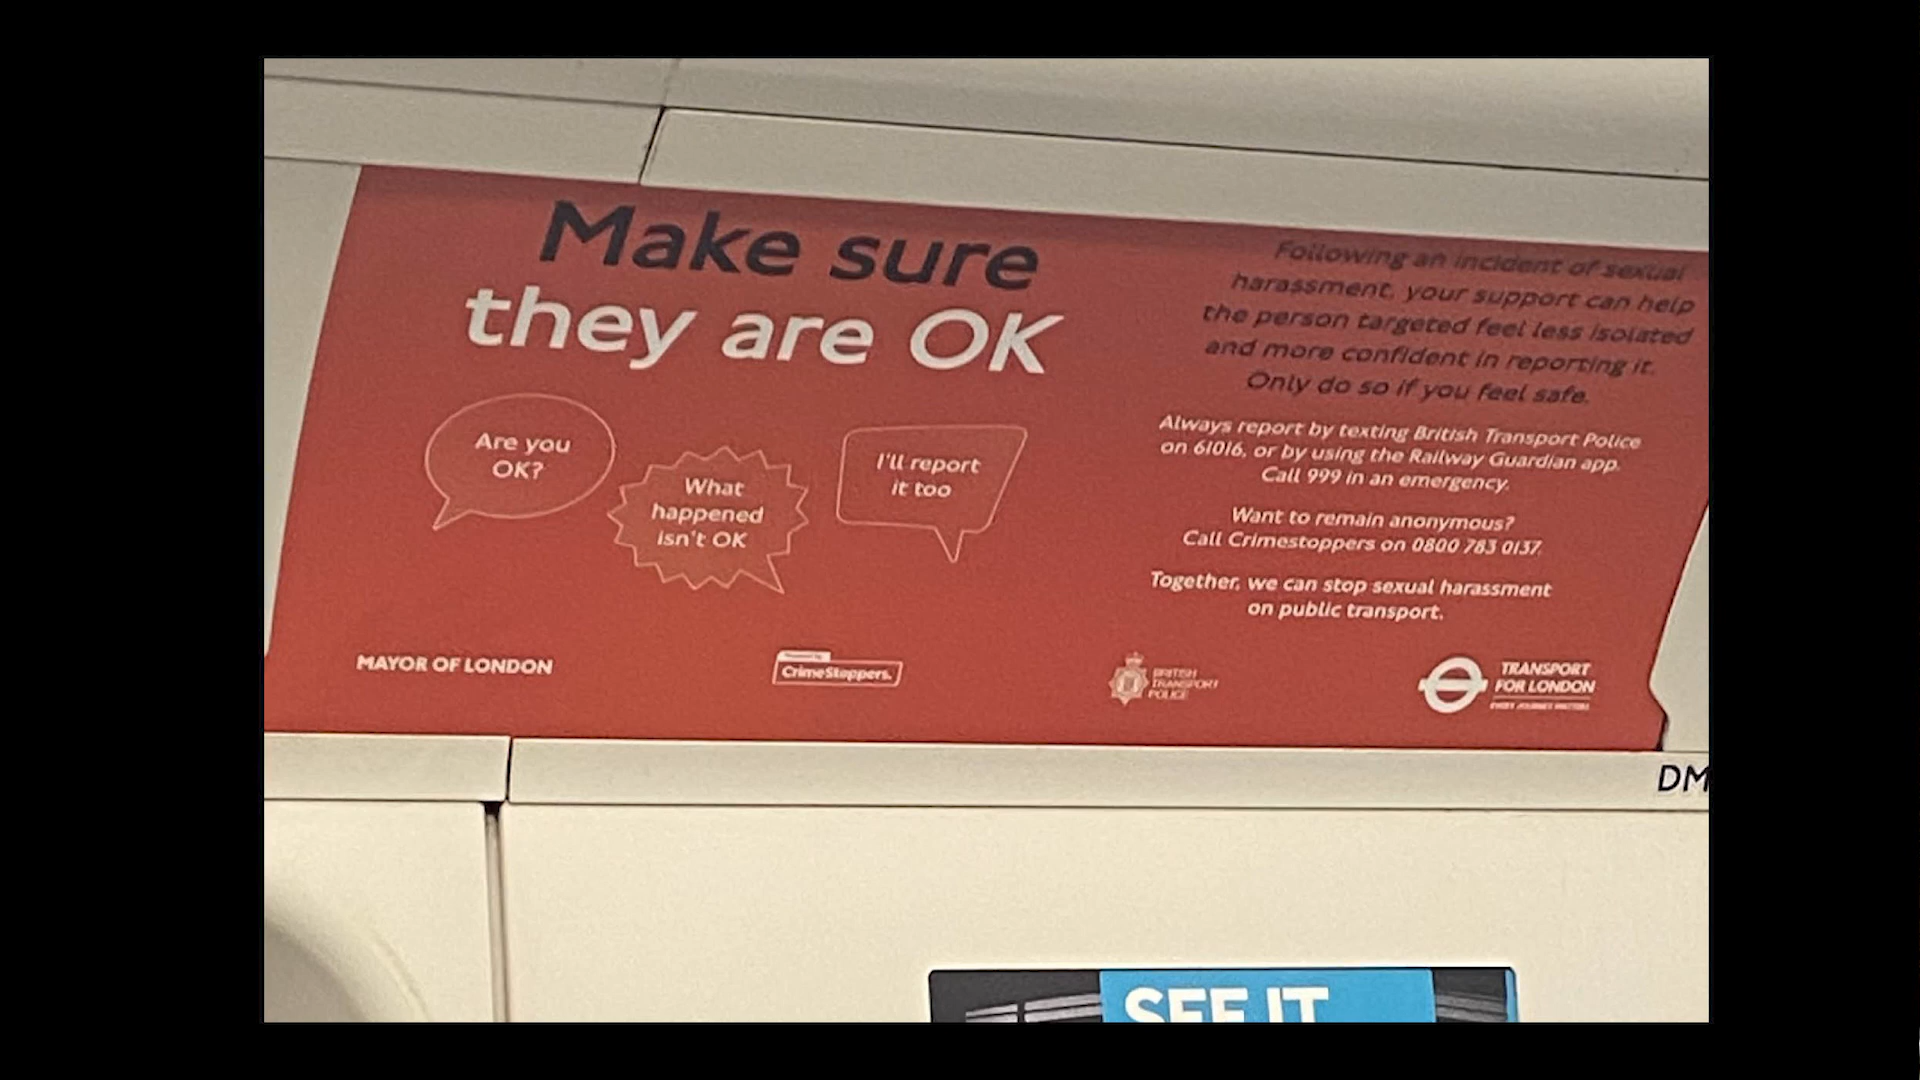 Make sure
they are OK
Are you
OK?
What
happened
isn't OK
I'll report
it too
Following an incident of sexual
harassment, your support can help
the person targeted feel less isolated
and more confident in reporting it.
Only do so if you feel safe.
Always report by texting British Transport Police
on 61016, or by using the Railway Guardian app.
Call 999 in an emergency.
Want to remain anonymous?
Call Crimestoppers on 0800 783 0137.
Together, we can stop sexual harassment
on public transport.
MAYOR OF LONDON
Powered by
CrimeStoppers.
BRITISH
TRANSPORT
POLICE
TRANSPORT
FOR LONDON
EVERY JOURNEY MATTERS
DM
SEE IT